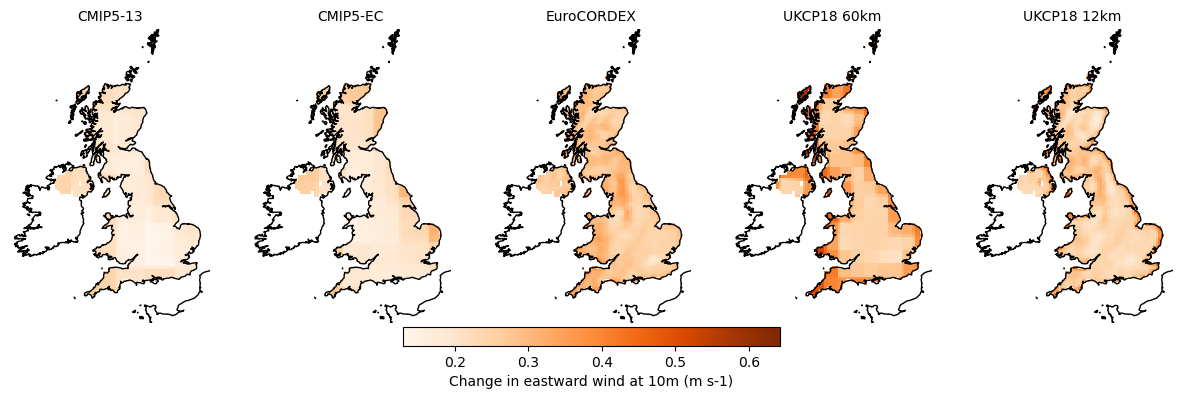 CMIP5-13
CMIP5-EC
EuroCORDEX
UKCP18 60km
UKCP18 12km
0.2
0.3
0.4
0.5
0.6
Change in eastward wind at 10m (m s-1)